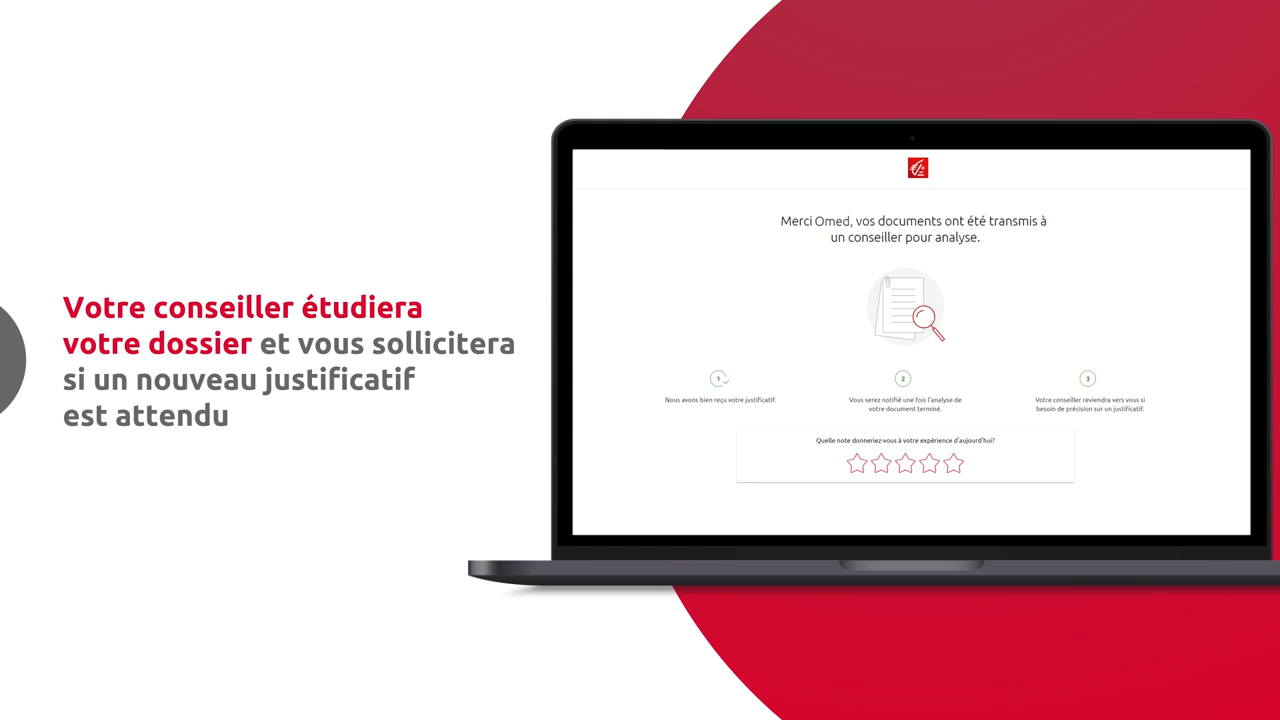 Votre conseiller étudiera
votre dossier et vous sollicitera
si un nouveau justificatif
est attendu
Merci Omed, vos documents ont été transmis à
un conseiller pour analyse.
1
Nous avons bien reçu votre justificatif.
2
Vous serez notifié une fois l'analyse de
votre document terminé.
3
Votre conseiller reviendra vers vous si
besoin de précision sur un justificatif.
Quelle note donneriez-vous à votre expérience d'aujourd'hui?